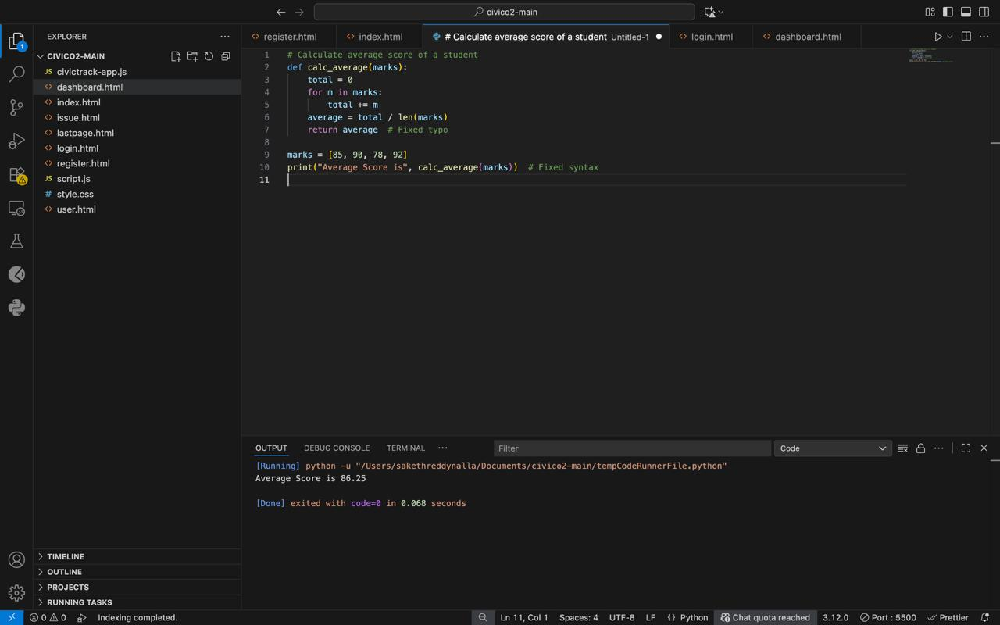 civico2-main
EXPLORER
CIVICO2-MAIN
JS civictrack-app.js
<> dashboard.html
<> index.html
<> issue.html
<> lastpage.html
<> login.html
<> register.html
JS script.js
# style.css
<> user.html
TIMELINE
OUTLINE
PROJECTS
RUNNING TASKS
<> register.html <> index.html # Calculate average score of a student Untitled-1 <> login.html <> dashboard.html
1 # Calculate average score of a student
2 def calc_average(marks):
3     total = 0
4     for m in marks:
5         total += m
6     average = total / len(marks)
7     return average  # Fixed typo
8
9 marks = [85, 90, 78, 92]
10 print("Average Score is", calc_average(marks))  # Fixed syntax
11
OUTPUT DEBUG CONSOLE TERMINAL ··· Filter Code
[Running] python -u "/Users/sakethreddynalla/Documents/civico2-main/tempCodeRunnerFile.python"
Average Score is 86.25
[Done] exited with code=0 in 0.068 seconds
0 0 Indexing completed. Ln 11, Col 1 Spaces: 4 UTF-8 LF {} Python Chat quota reached 3.12.0 Port : 5500 Prettier
1